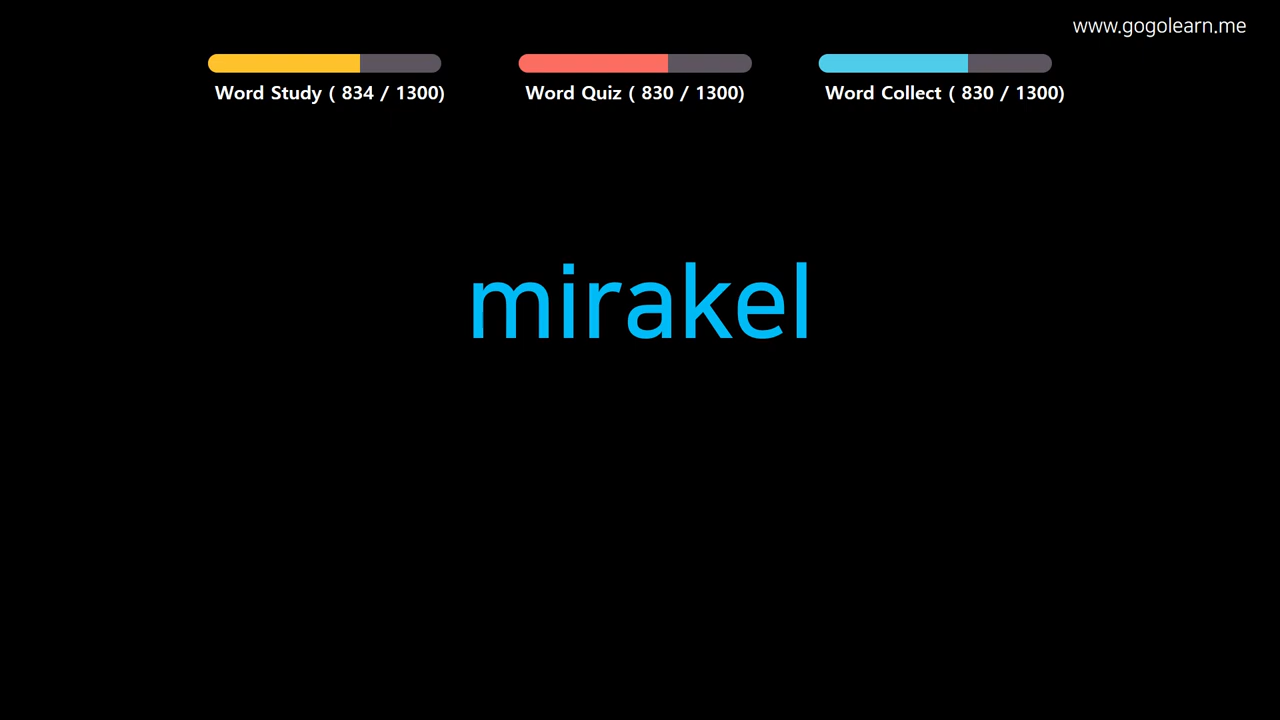 www.gogolearn.me
Word Study ( 834 / 1300)
Word Quiz ( 830 / 1300)
Word Collect ( 830 / 1300)
mirakel